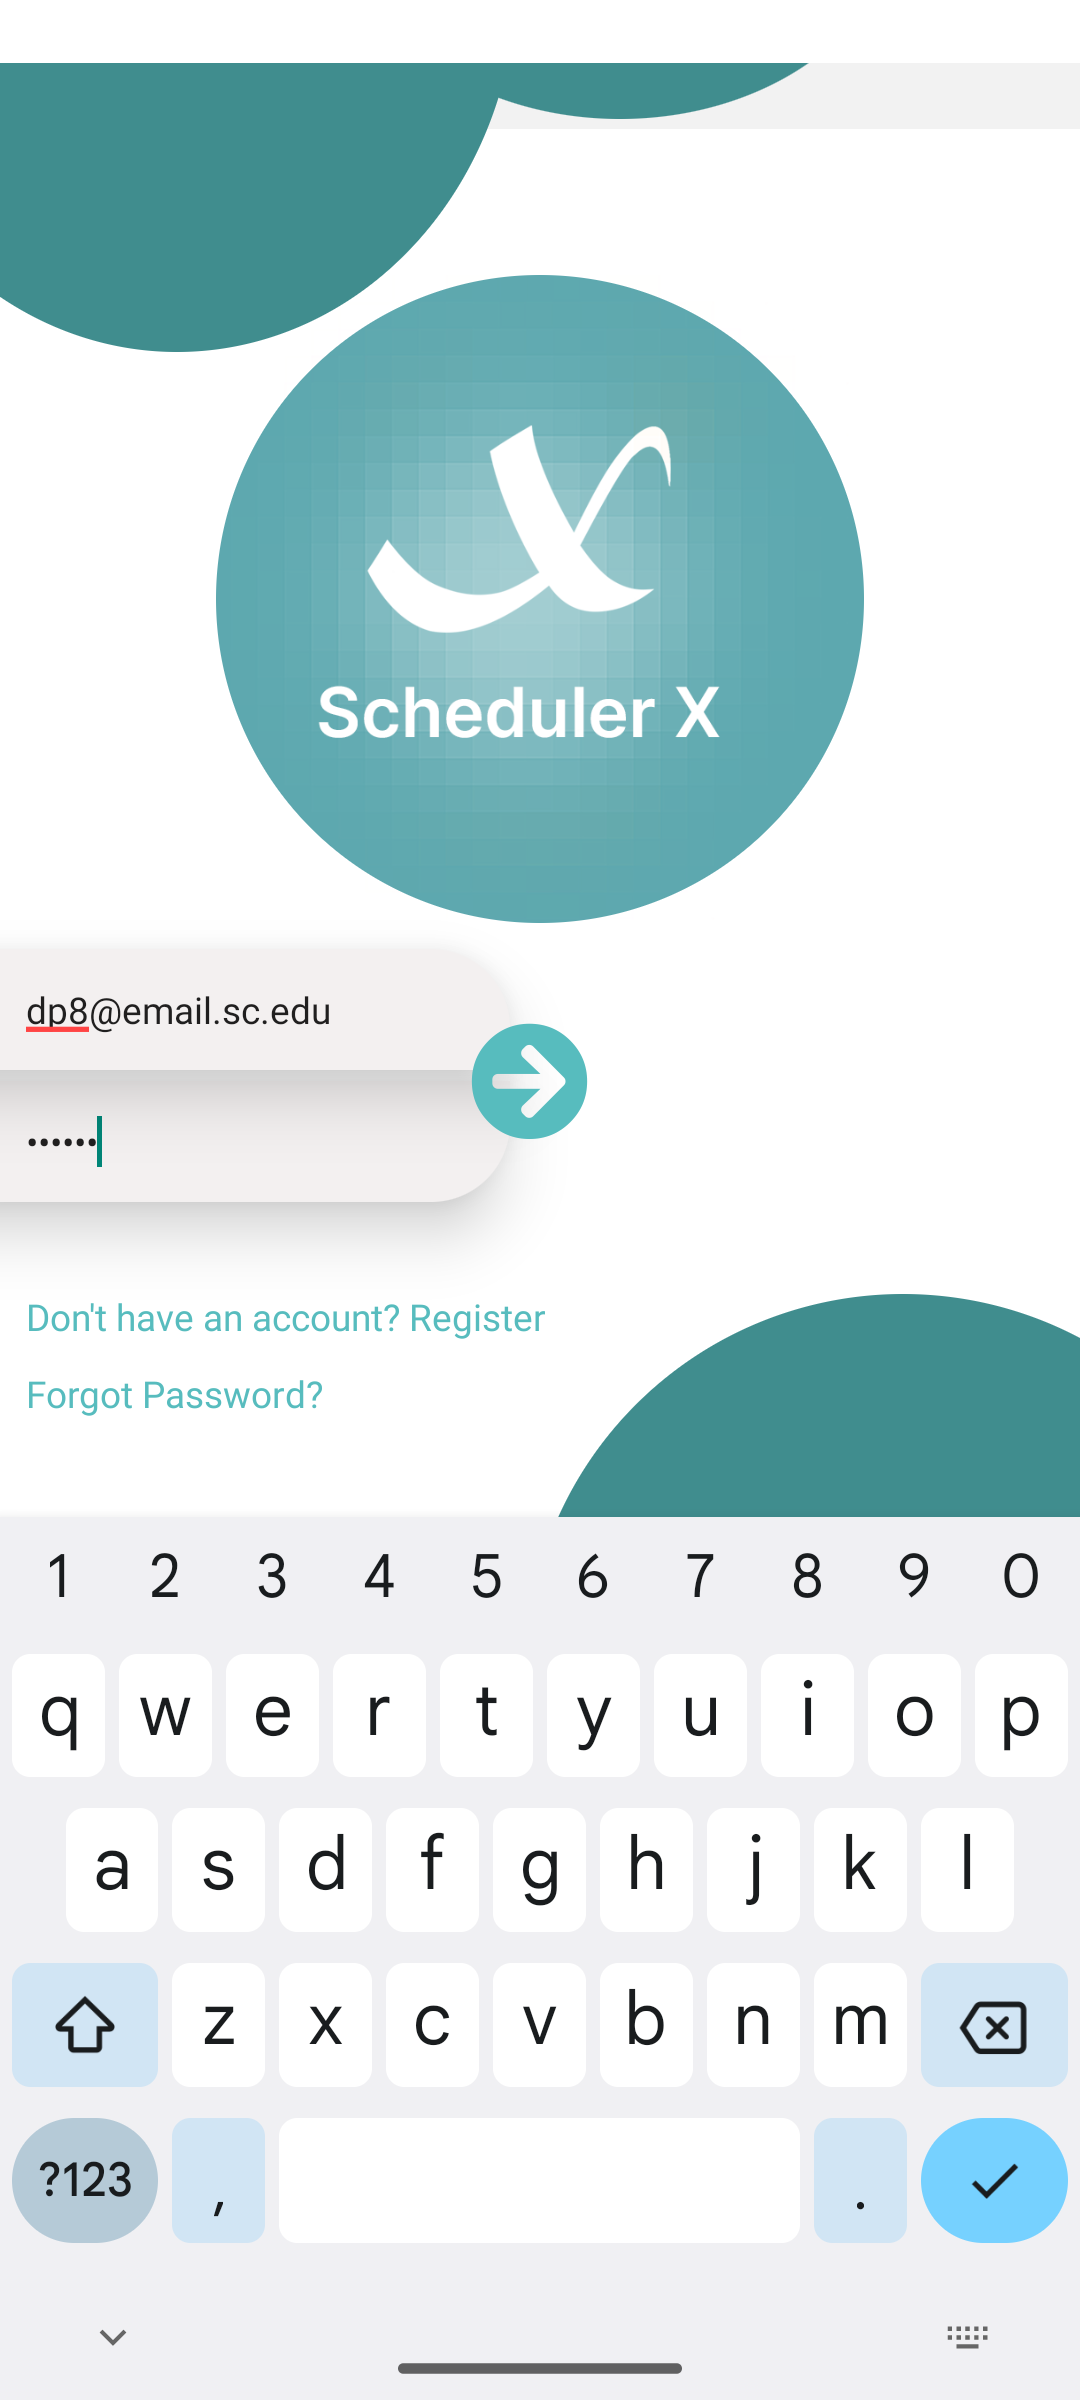 Scheduler X
dp8@email.sc.edu
••••••
Don't have an account? Register
Forgot Password?
1 2 3 4 5 6 7 8 9 0
q w e r t y u i o p
a s d f g h j k l
z x c v b n m
?123 , .